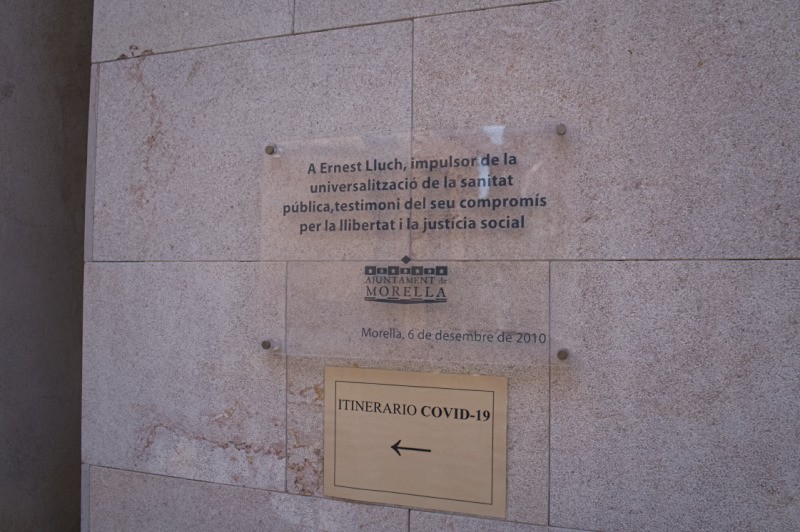 A Ernest Lluch, impulsor de la
universalització de la sanitat
pública,testimoni del seu compromís
per la llibertat i la justícia social
AJUNTAMENT de
MORELLA
Morella, 6 de desembre de 2010
ITINERARIO COVID-19